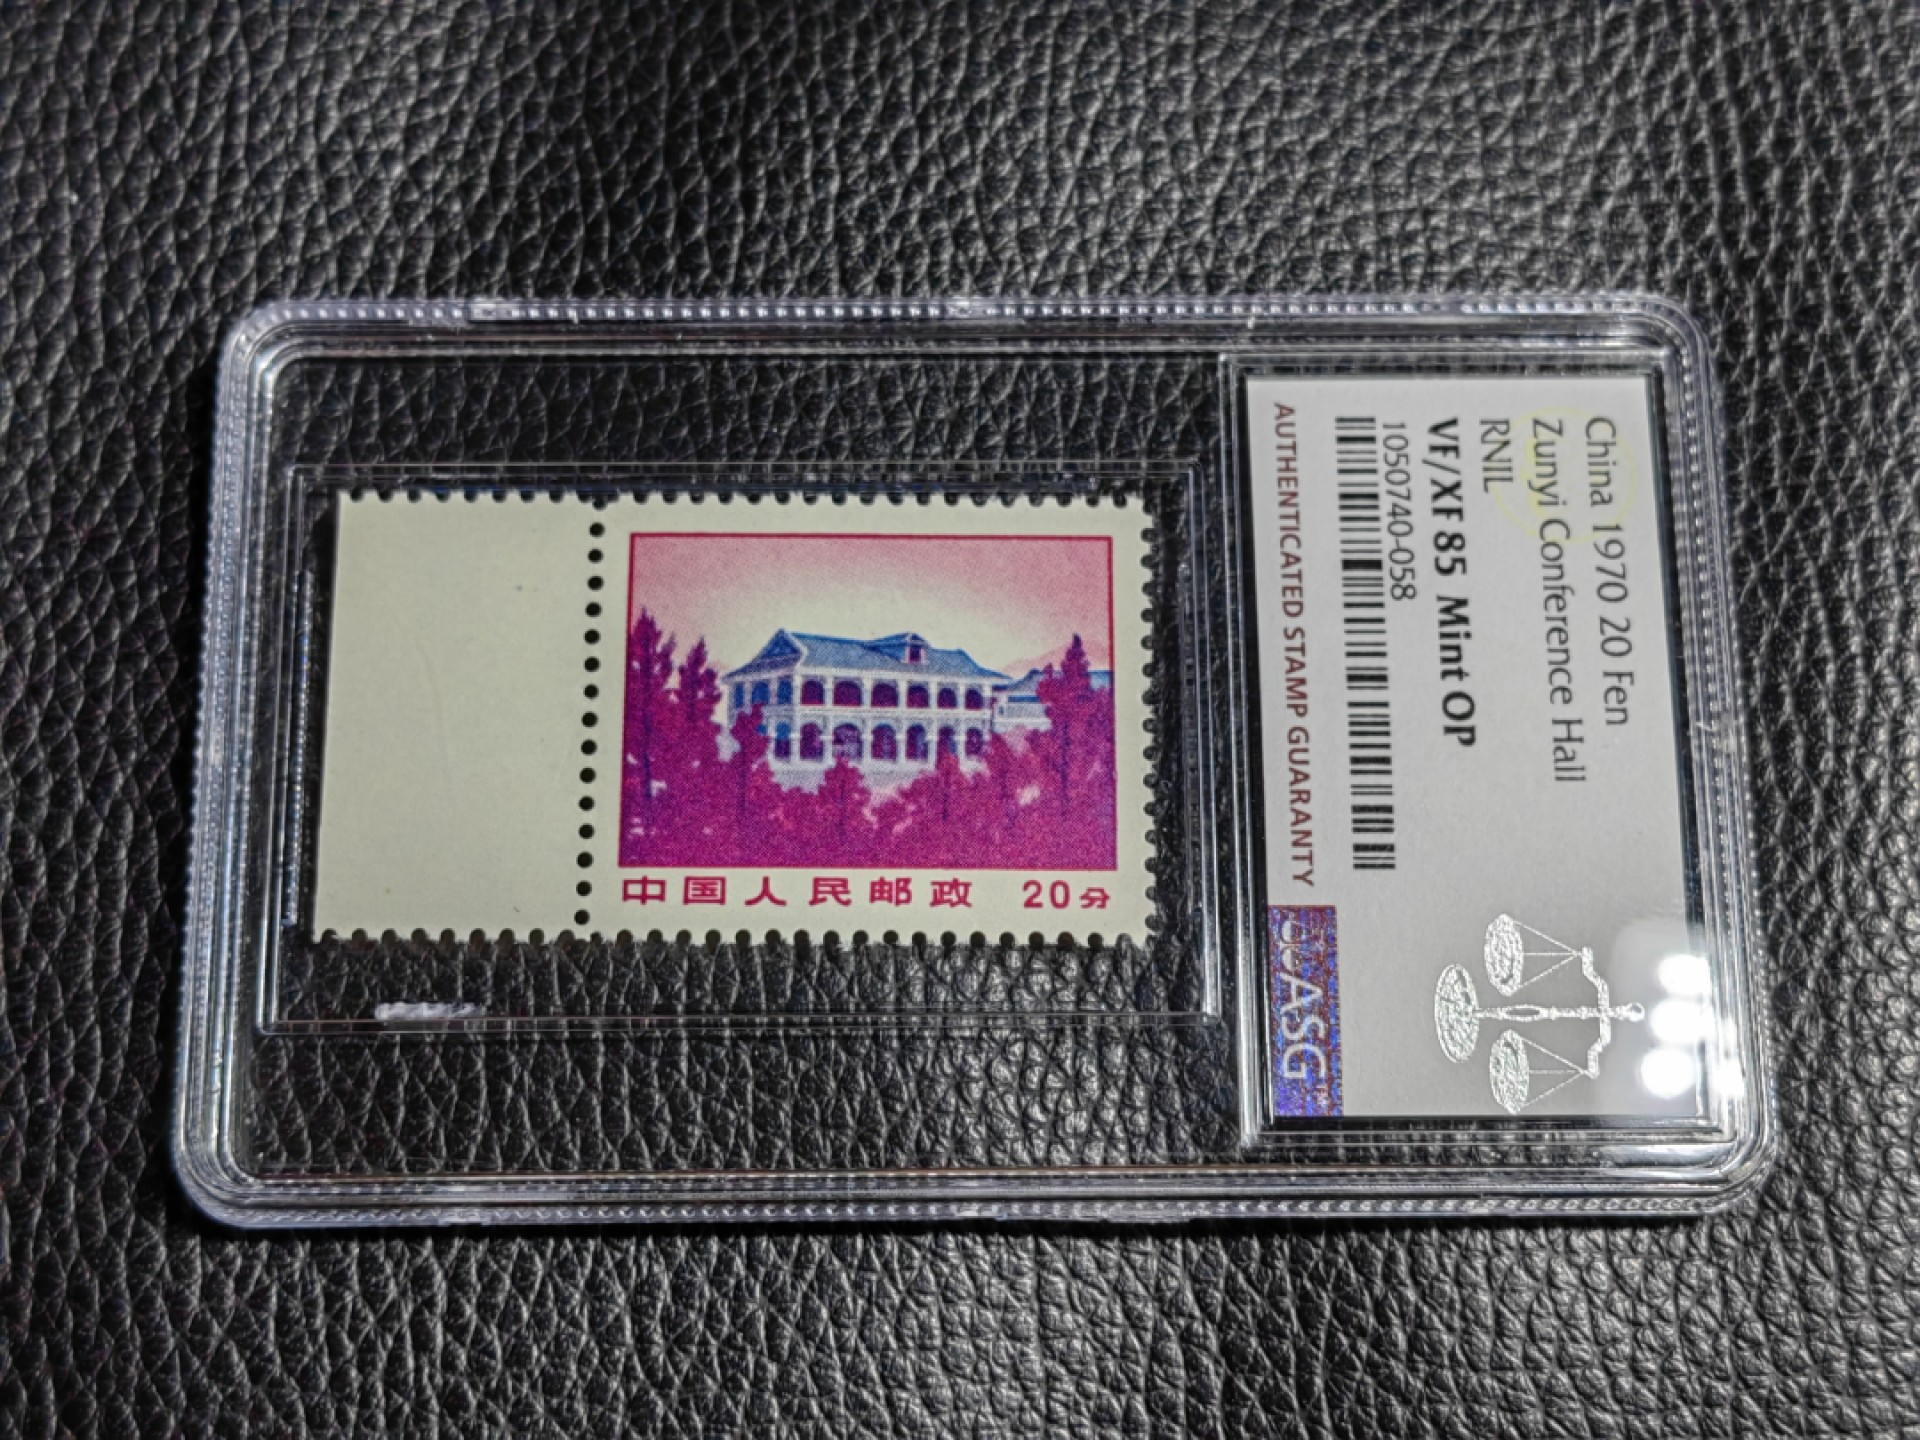 中国人民邮政 20分
China 1970 20 Fen
Zunyi Conference Hall
RNIL
VF/XF 85 Mint OP
1050740-058
AUTHENTICATED STAMP GUARANTY
ASG